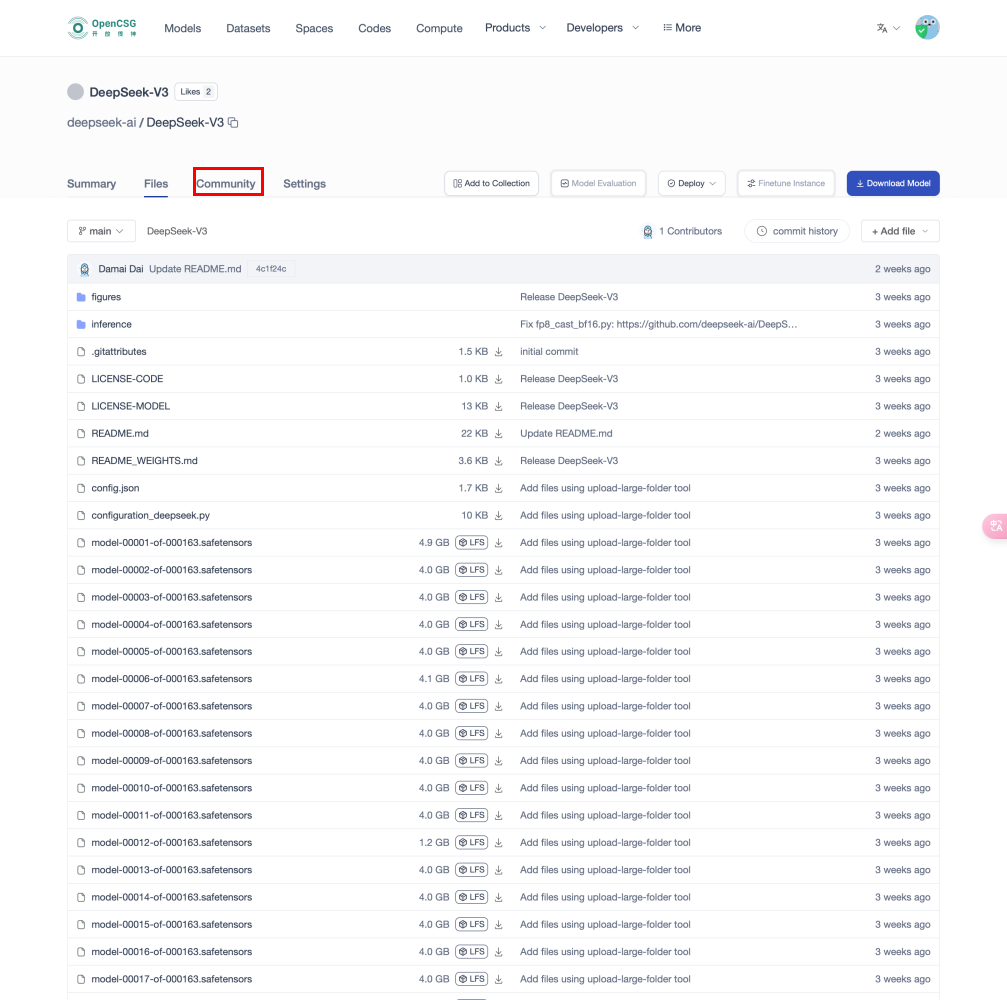 OpenCSG
开放传神
Models Datasets Spaces Codes Compute Products Developers More
DeepSeek-V3 Likes 2
deepseek-ai / DeepSeek-V3
Summary Files Community Settings Add to Collection Model Evaluation Deploy Finetune Instance Download Model
main DeepSeek-V3 1 Contributors commit history + Add file
Damai Dai Update README.md 4c1f24c 2 weeks ago
figures Release DeepSeek-V3 3 weeks ago
inference Fix fp8_cast_bf16.py: https://github.com/deepseek-ai/DeepS... 3 weeks ago
.gitattributes 1.5 KB initial commit 3 weeks ago
LICENSE-CODE 1.0 KB Release DeepSeek-V3 3 weeks ago
LICENSE-MODEL 13 KB Release DeepSeek-V3 3 weeks ago
README.md 22 KB Update README.md 2 weeks ago
README_WEIGHTS.md 3.6 KB Release DeepSeek-V3 3 weeks ago
config.json 1.7 KB Add files using upload-large-folder tool 3 weeks ago
configuration_deepseek.py 10 KB Add files using upload-large-folder tool 3 weeks ago
model-00001-of-000163.safetensors 4.9 GB LFS Add files using upload-large-folder tool 3 weeks ago
model-00002-of-000163.safetensors 4.0 GB LFS Add files using upload-large-folder tool 3 weeks ago
model-00003-of-000163.safetensors 4.0 GB LFS Add files using upload-large-folder tool 3 weeks ago
model-00004-of-000163.safetensors 4.0 GB LFS Add files using upload-large-folder tool 3 weeks ago
model-00005-of-000163.safetensors 4.0 GB LFS Add files using upload-large-folder tool 3 weeks ago
model-00006-of-000163.safetensors 4.1 GB LFS Add files using upload-large-folder tool 3 weeks ago
model-00007-of-000163.safetensors 4.0 GB LFS Add files using upload-large-folder tool 3 weeks ago
model-00008-of-000163.safetensors 4.0 GB LFS Add files using upload-large-folder tool 3 weeks ago
model-00009-of-000163.safetensors 4.0 GB LFS Add files using upload-large-folder tool 3 weeks ago
model-00010-of-000163.safetensors 4.0 GB LFS Add files using upload-large-folder tool 3 weeks ago
model-00011-of-000163.safetensors 4.0 GB LFS Add files using upload-large-folder tool 3 weeks ago
model-00012-of-000163.safetensors 1.2 GB LFS Add files using upload-large-folder tool 3 weeks ago
model-00013-of-000163.safetensors 4.0 GB LFS Add files using upload-large-folder tool 3 weeks ago
model-00014-of-000163.safetensors 4.0 GB LFS Add files using upload-large-folder tool 3 weeks ago
model-00015-of-000163.safetensors 4.0 GB LFS Add files using upload-large-folder tool 3 weeks ago
model-00016-of-000163.safetensors 4.0 GB LFS Add files using upload-large-folder tool 3 weeks ago
model-00017-of-000163.safetensors 4.0 GB LFS Add files using upload-large-folder tool 3 weeks ago